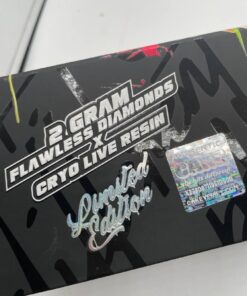 2 GRAM
FLAWLESS DIAMONDS
X
CRYO LIVE RESIN
Limited
Edition